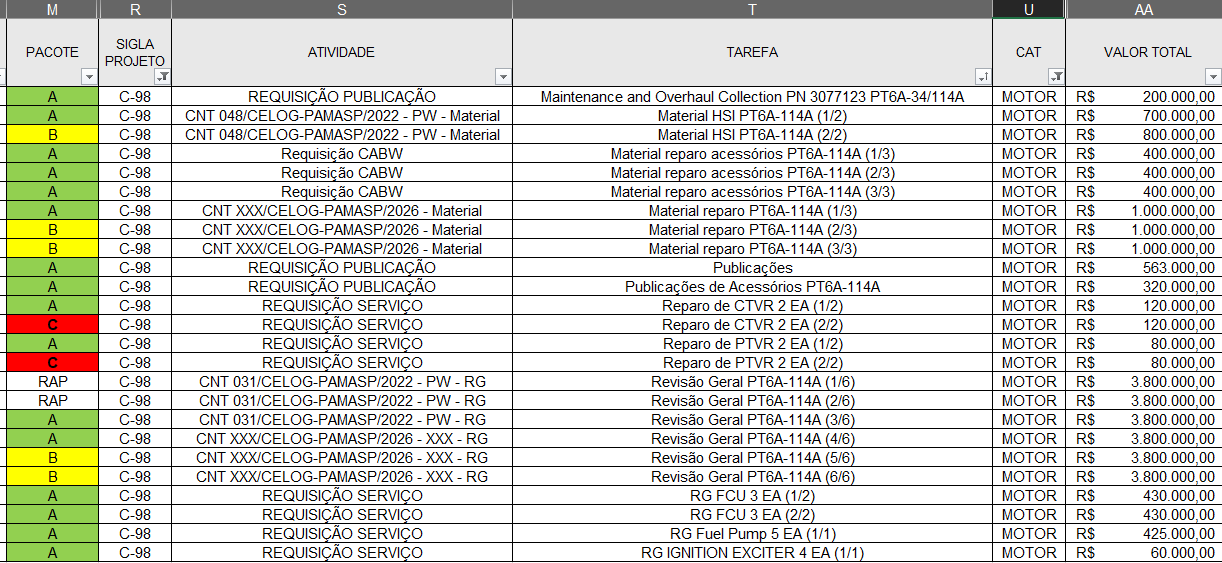 M R S T U AA
PACOTE SIGLA PROJETO ATIVIDADE TAREFA CAT VALOR TOTAL
A C-98 REQUISIÇÃO PUBLICAÇÃO Maintenance and Overhaul Collection PN 3077123 PT6A-34/114A MOTOR R$ 200.000,00
A C-98 CNT 048/CELOG-PAMASP/2022 - PW - Material Material HSI PT6A-114A (1/2) MOTOR R$ 700.000,00
B C-98 CNT 048/CELOG-PAMASP/2022 - PW - Material Material HSI PT6A-114A (2/2) MOTOR R$ 800.000,00
A C-98 Requisição CABW Material reparo acessórios PT6A-114A (1/3) MOTOR R$ 400.000,00
A C-98 Requisição CABW Material reparo acessórios PT6A-114A (2/3) MOTOR R$ 400.000,00
A C-98 Requisição CABW Material reparo acessórios PT6A-114A (3/3) MOTOR R$ 400.000,00
A C-98 CNT XXX/CELOG-PAMASP/2026 - Material Material reparo PT6A-114A (1/3) MOTOR R$ 1.000.000,00
B C-98 CNT XXX/CELOG-PAMASP/2026 - Material Material reparo PT6A-114A (2/3) MOTOR R$ 1.000.000,00
B C-98 CNT XXX/CELOG-PAMASP/2026 - Material Material reparo PT6A-114A (3/3) MOTOR R$ 1.000.000,00
A C-98 REQUISIÇÃO PUBLICAÇÃO Publicações MOTOR R$ 563.000,00
A C-98 REQUISIÇÃO PUBLICAÇÃO Publicações de Acessórios PT6A-114A MOTOR R$ 320.000,00
A C-98 REQUISIÇÃO SERVIÇO Reparo de CTVR 2 EA (1/2) MOTOR R$ 120.000,00
C C-98 REQUISIÇÃO SERVIÇO Reparo de CTVR 2 EA (2/2) MOTOR R$ 120.000,00
A C-98 REQUISIÇÃO SERVIÇO Reparo de PTVR 2 EA (1/2) MOTOR R$ 80.000,00
C C-98 REQUISIÇÃO SERVIÇO Reparo de PTVR 2 EA (2/2) MOTOR R$ 80.000,00
RAP C-98 CNT 031/CELOG-PAMASP/2022 - PW - RG Revisão Geral PT6A-114A (1/6) MOTOR R$ 3.800.000,00
RAP C-98 CNT 031/CELOG-PAMASP/2022 - PW - RG Revisão Geral PT6A-114A (2/6) MOTOR R$ 3.800.000,00
A C-98 CNT 031/CELOG-PAMASP/2022 - PW - RG Revisão Geral PT6A-114A (3/6) MOTOR R$ 3.800.000,00
A C-98 CNT XXX/CELOG-PAMASP/2026 - XXX - RG Revisão Geral PT6A-114A (4/6) MOTOR R$ 3.800.000,00
B C-98 CNT XXX/CELOG-PAMASP/2026 - XXX - RG Revisão Geral PT6A-114A (5/6) MOTOR R$ 3.800.000,00
B C-98 CNT XXX/CELOG-PAMASP/2026 - XXX - RG Revisão Geral PT6A-114A (6/6) MOTOR R$ 3.800.000,00
A C-98 REQUISIÇÃO SERVIÇO RG FCU 3 EA (1/2) MOTOR R$ 430.000,00
A C-98 REQUISIÇÃO SERVIÇO RG FCU 3 EA (2/2) MOTOR R$ 430.000,00
A C-98 REQUISIÇÃO SERVIÇO RG Fuel Pump 5 EA (1/1) MOTOR R$ 425.000,00
A C-98 REQUISIÇÃO SERVIÇO RG IGNITION EXCITER 4 EA (1/1) MOTOR R$ 60.000,00